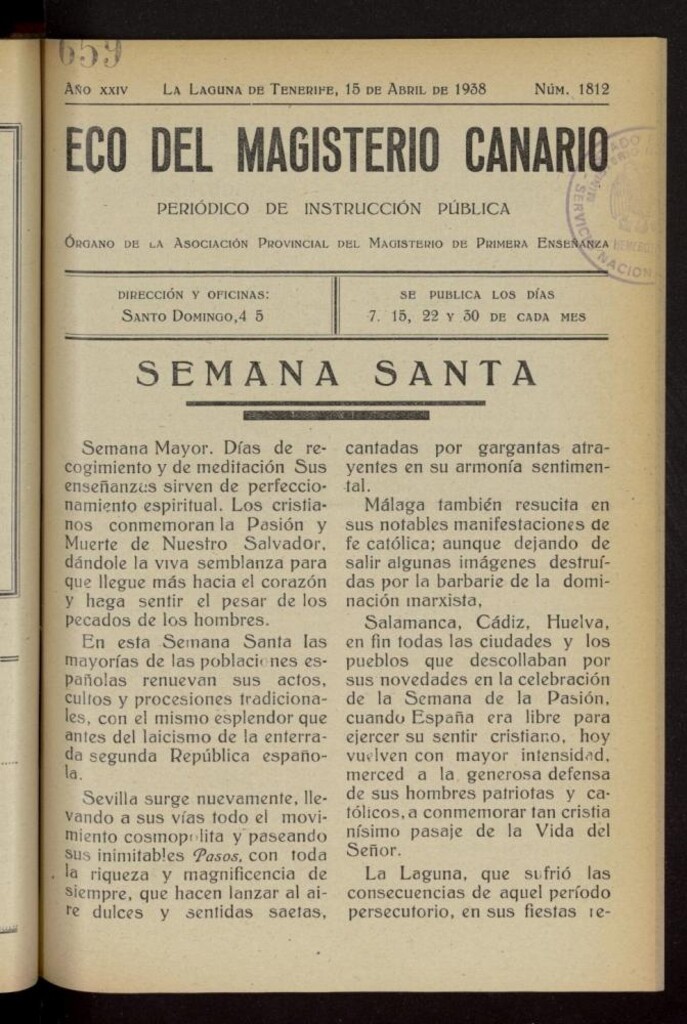 659
AÑO XXIV LA LAGUNA DE TENERIFE, 15 DE ABRIL DE 1938 NÚM. 1812
ECO DEL MAGISTERIO CANARIO
PERIÓDICO DE INSTRUCCIÓN PÚBLICA
ÓRGANO DE LA ASOCIACIÓN PROVINCIAL DEL MAGISTERIO DE PRIMERA ENSEÑANZA
DIRECCIÓN Y OFICINAS:
SANTO DOMINGO,4 5
SE PUBLICA LOS DÍAS
7. 15, 22 Y 30 DE CADA MES
SEMANA SANTA
Semana Mayor. Días de re-
cogimiento y de meditación Sus
enseñanzas sirven de perfeccio-
namiento espiritual. Los cristia-
nos conmemoran la Pasión y
Muerte de Nuestro Salvador,
dándole la viva semblanza para
que llegue más hacia el corazón
y haga sentir el pesar de los
pecados de los hombres.
En esta Semana Santa las
mayorías de las poblaciones es-
pañolas renuevan sus actos,
cultos y procesiones tradiciona-
les, con el mismo esplendor que
antes del laicismo de la enterra-
da segunda República españo-
la.
Sevilla surge nuevamente, lle-
vando a sus vías todo el movi-
miento cosmopolita y paseando
sus inimitables Pasos, con toda
la riqueza y magnificencia de
siempre, que hacen lanzar al ai-
re dulces y sentidas saetas,
cantadas por gargantas atra-
yentes en su armonía sentimen-
tal.
Málaga también resucita en
sus notables manifestaciones de
fe católica; aunque dejando de
salir algunas imágenes destruí-
das por la barbarie de la domi-
nación marxista,
Salamanca, Cádiz, Huelva,
en fin todas las ciudades y los
pueblos que descollaban por
sus novedades en la celebración
de la Semana de la Pasión,
cuando España era libre para
ejercer su sentir cristiano, hoy
vuelven con mayor intensidad,
merced a la generosa defensa
de sus hombres patriotas y ca-
tólicos, a conmemorar tan cristia
nísimo pasaje de la Vida del
Señor.
La Laguna, que sufrió las
consecuencias de aquel período
persecutorio, en sus fiestas re-
SERVICIO NACION